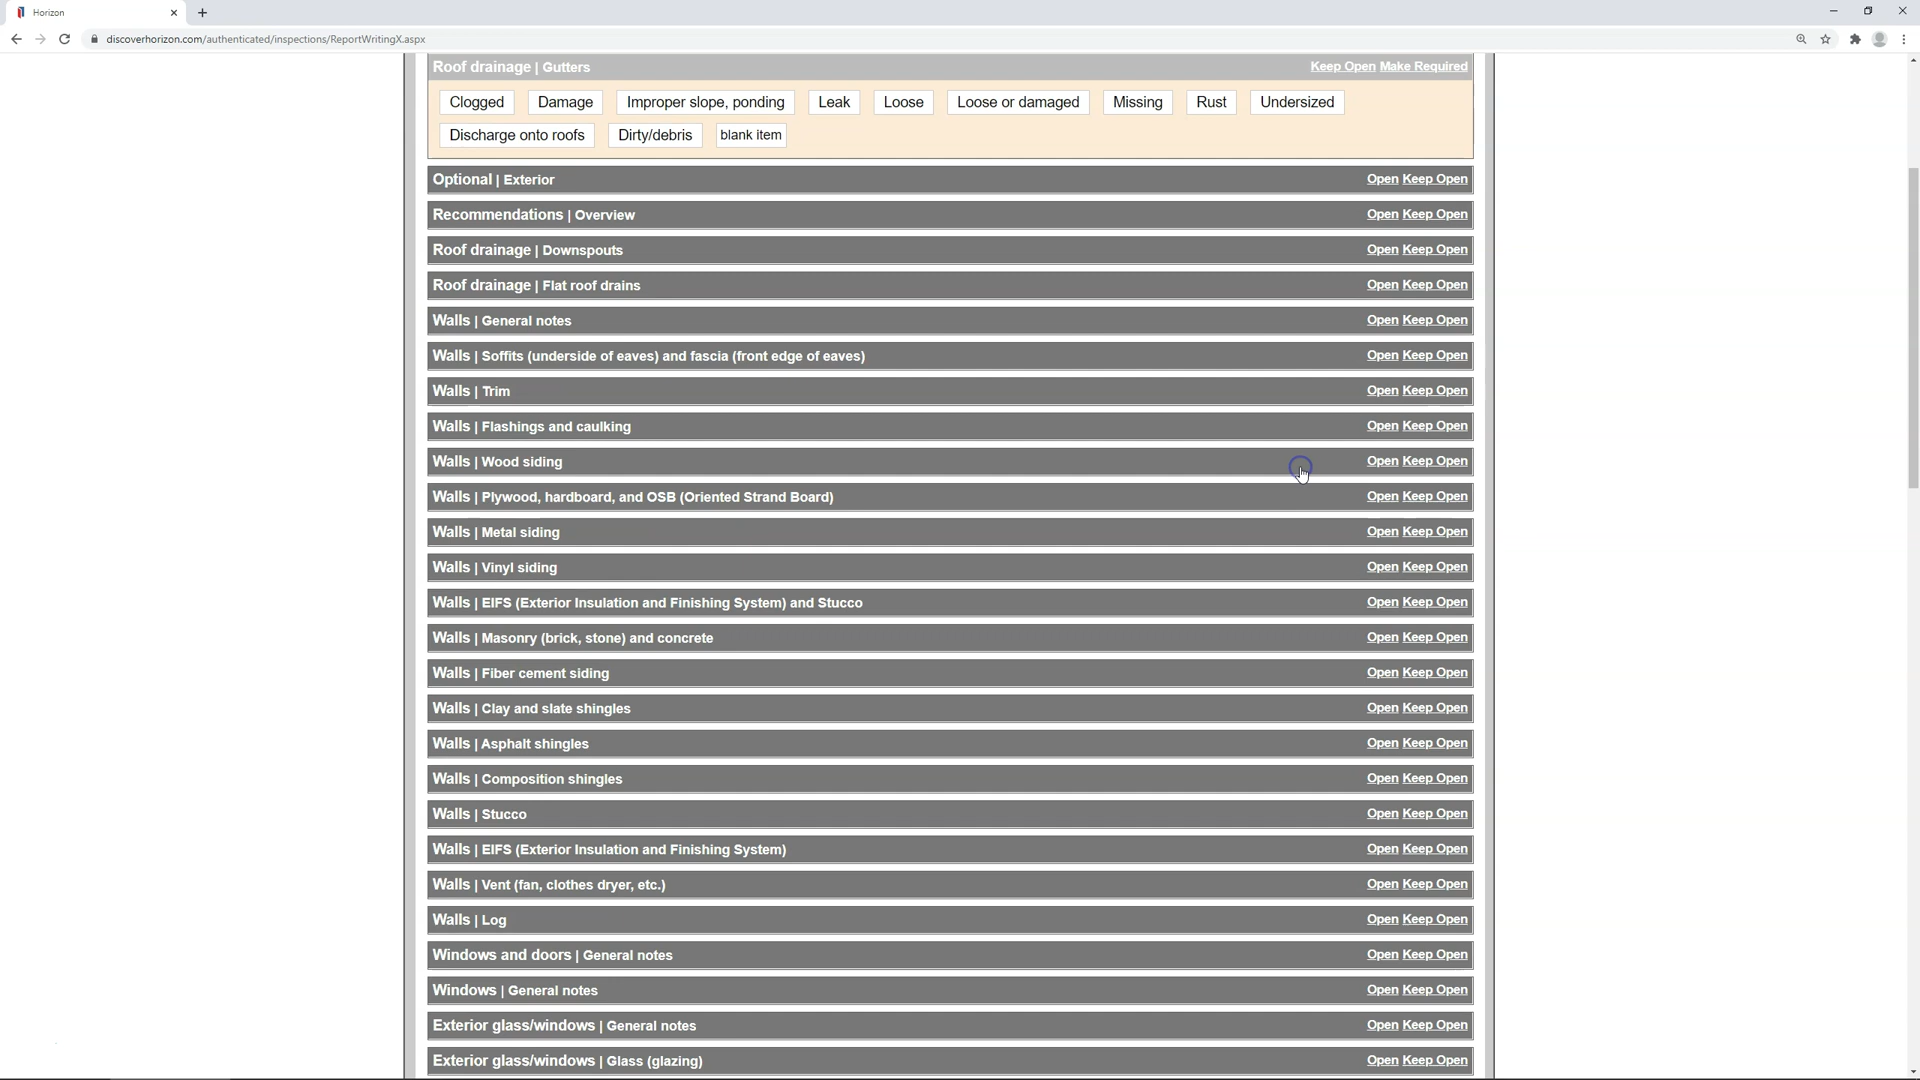 Horizon
discoverhorizon.com/authenticated/inspections/ReportWritingX.aspx
Roof drainage | Gutters Keep Open Make Required
Clogged Damage Improper slope, ponding Leak Loose Loose or damaged Missing Rust Undersized
Discharge onto roofs Dirty/debris blank item
Optional | Exterior Open Keep Open
Recommendations | Overview Open Keep Open
Roof drainage | Downspouts Open Keep Open
Roof drainage | Flat roof drains Open Keep Open
Walls | General notes Open Keep Open
Walls | Soffits (underside of eaves) and fascia (front edge of eaves) Open Keep Open
Walls | Trim Open Keep Open
Walls | Flashings and caulking Open Keep Open
Walls | Wood siding Open Keep Open
Walls | Plywood, hardboard, and OSB (Oriented Strand Board) Open Keep Open
Walls | Metal siding Open Keep Open
Walls | Vinyl siding Open Keep Open
Walls | EIFS (Exterior Insulation and Finishing System) and Stucco Open Keep Open
Walls | Masonry (brick, stone) and concrete Open Keep Open
Walls | Fiber cement siding Open Keep Open
Walls | Clay and slate shingles Open Keep Open
Walls | Asphalt shingles Open Keep Open
Walls | Composition shingles Open Keep Open
Walls | Stucco Open Keep Open
Walls | EIFS (Exterior Insulation and Finishing System) Open Keep Open
Walls | Vent (fan, clothes dryer, etc.) Open Keep Open
Walls | Log Open Keep Open
Windows and doors | General notes Open Keep Open
Windows | General notes Open Keep Open
Exterior glass/windows | General notes Open Keep Open
Exterior glass/windows | Glass (glazing) Open Keep Open